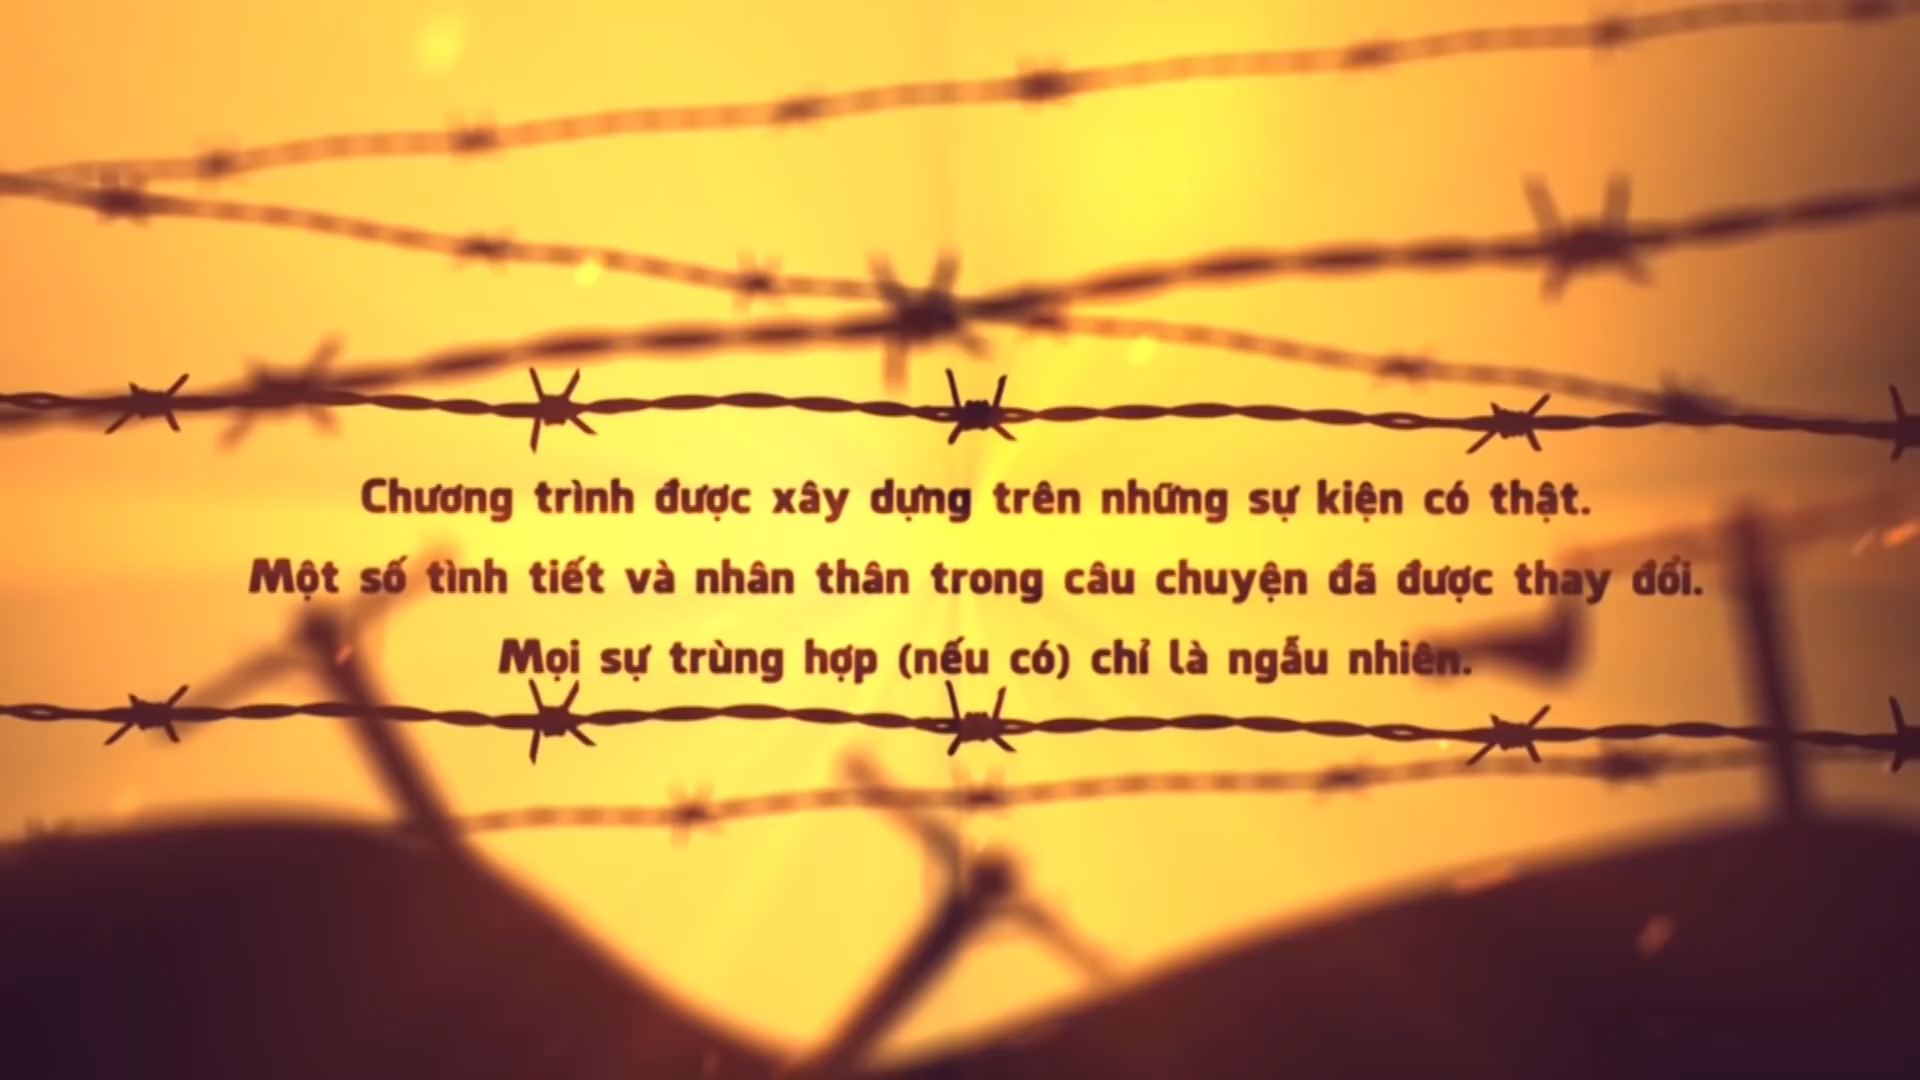 Chương trình được xây dựng trên những sự kiện có thật.
Một số tình tiết và nhân thân trong câu chuyện đã được thay đổi.
Mọi sự trùng hợp (nếu có) chỉ là ngẫu nhiên.